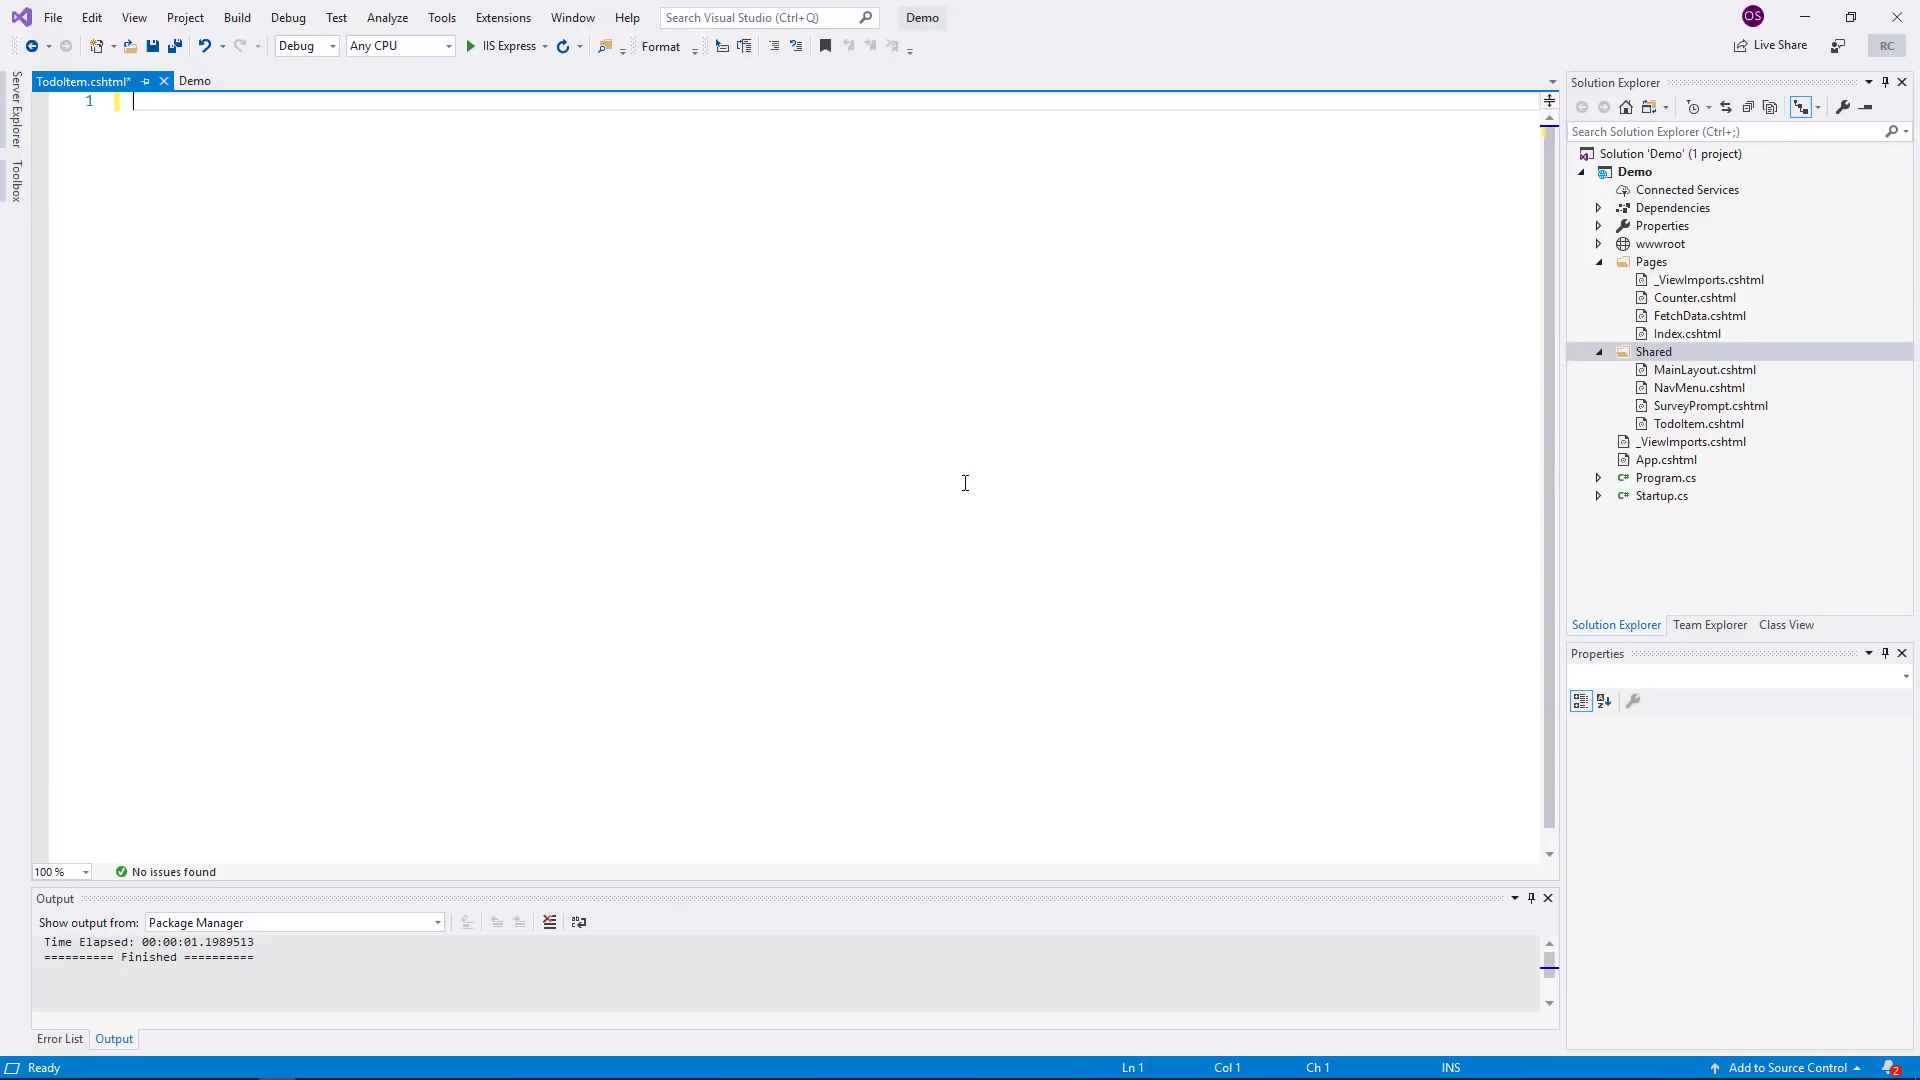 File Edit View Project Build Debug Test Analyze Tools Extensions Window Help Search Visual Studio (Ctrl+Q) Demo OS
Debug Any CPU IIS Express Format Live Share RC
Server Explorer
Toolbox
TodoItem.cshtml* Demo
1
100 % No issues found
Output
Show output from: Package Manager
Time Elapsed: 00:00:01.1989513
========== Finished ==========
Error List Output
Solution Explorer
Search Solution Explorer (Ctrl+;)
Solution 'Demo' (1 project)
Demo
Connected Services
Dependencies
Properties
wwwroot
Pages
_ViewImports.cshtml
Counter.cshtml
FetchData.cshtml
Index.cshtml
Shared
MainLayout.cshtml
NavMenu.cshtml
SurveyPrompt.cshtml
TodoItem.cshtml
_ViewImports.cshtml
App.cshtml
Program.cs
Startup.cs
Solution Explorer Team Explorer Class View
Properties
Ready Ln 1 Col 1 Ch 1 INS Add to Source Control 2